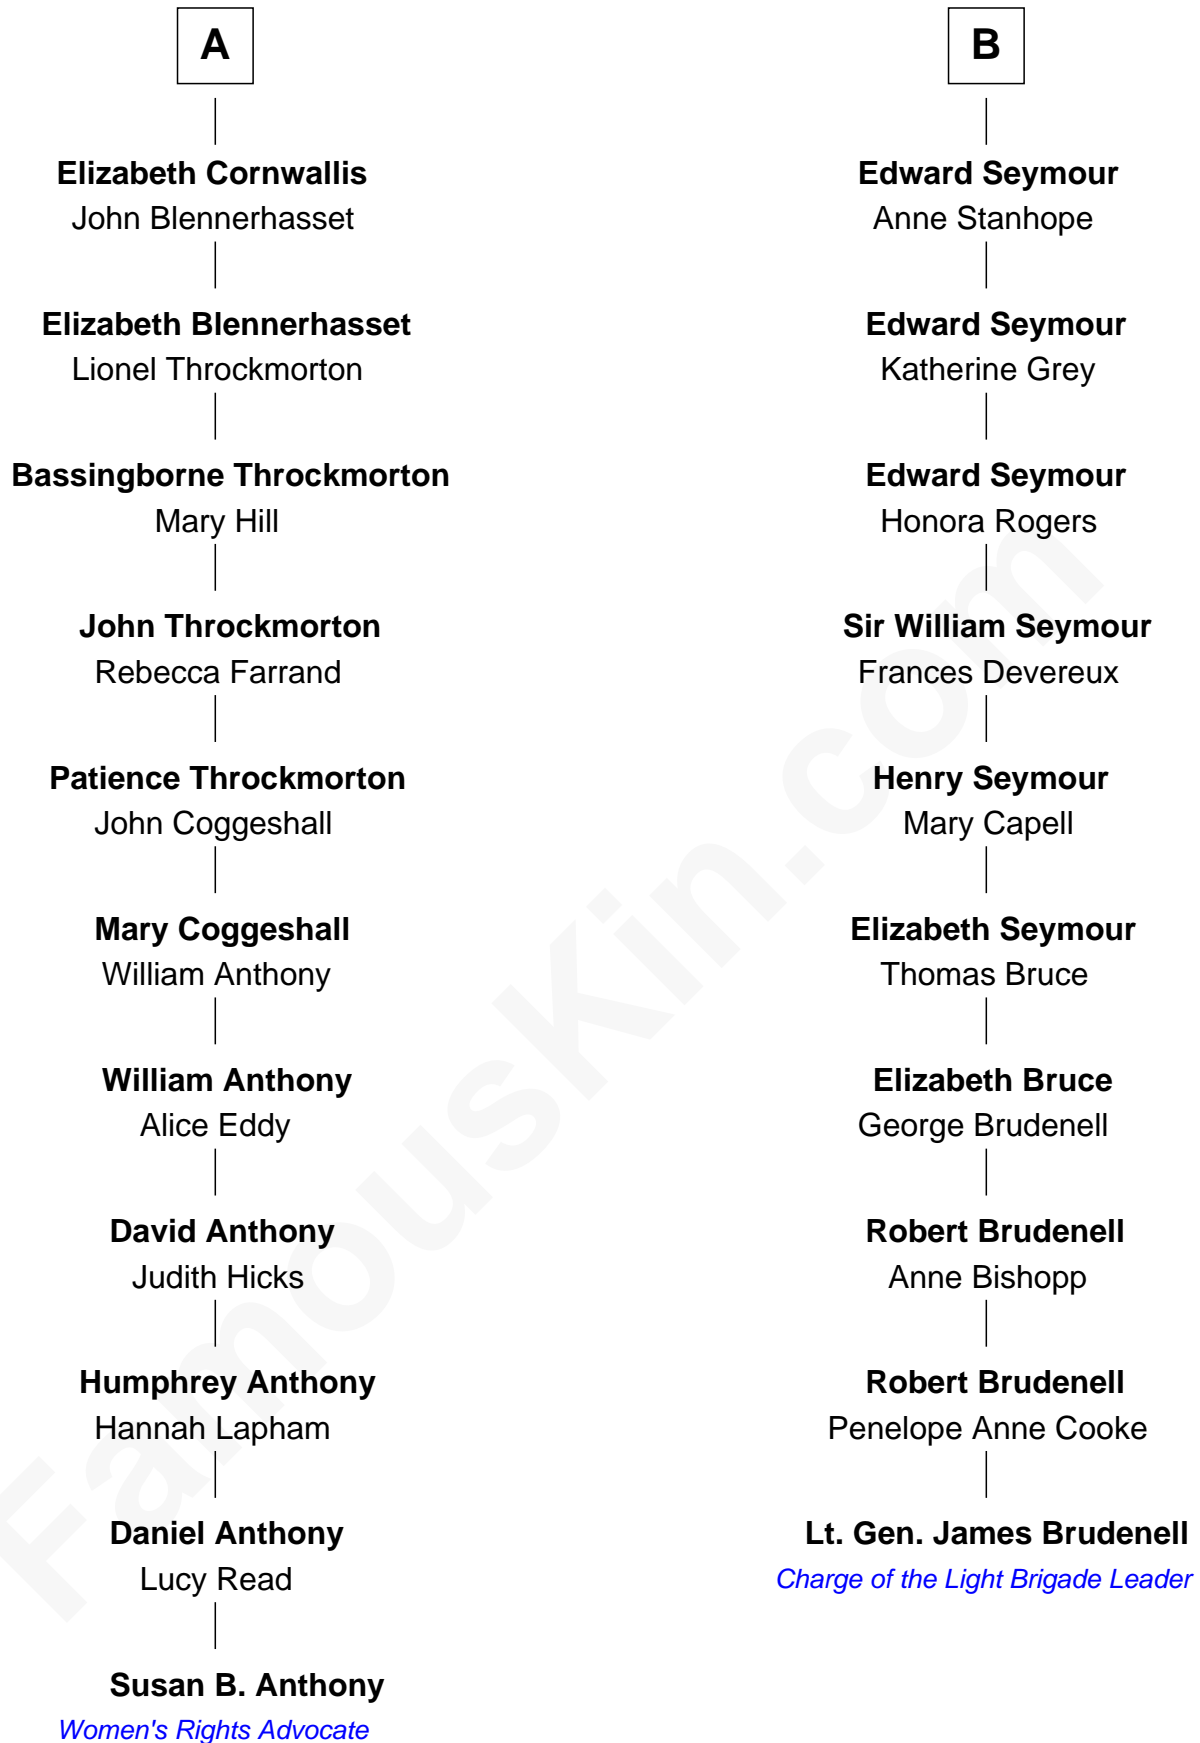 A
Elizabeth Cornwallis
John Blennerhasset
Elizabeth Blennerhasset
Lionel Throckmorton
Bassingborne Throckmorton
Mary Hill
John Throckmorton
Rebecca Farrand
Patience Throckmorton
John Coggeshall
Mary Coggeshall
William Anthony
William Anthony
Alice Eddy
David Anthony
Judith Hicks
Humphrey Anthony
Hannah Lapham
Daniel Anthony
Lucy Read
Susan B. Anthony
Women's Rights Advocate
B
Edward Seymour
Anne Stanhope
Edward Seymour
Katherine Grey
Edward Seymour
Honora Rogers
Sir William Seymour
Frances Devereux
Henry Seymour
Mary Capell
Elizabeth Seymour
Thomas Bruce
Elizabeth Bruce
George Brudenell
Robert Brudenell
Anne Bishopp
Robert Brudenell
Penelope Anne Cooke
Lt. Gen. James Brudenell
Charge of the Light Brigade Leader
FamousKin.com